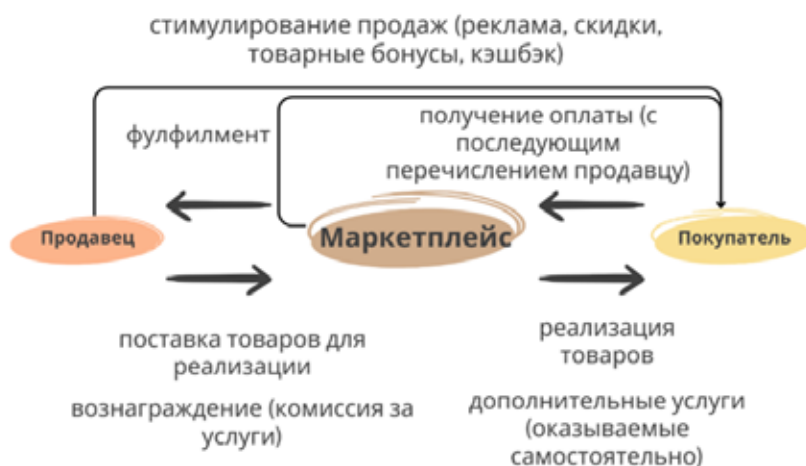 стимулирование продаж (реклама, скидки,
товарные бонусы, кэшбэк)
фулфилмент
получение оплаты (с
последующим
перечислением продавцу)
Продавец
Маркетплейс
Покупатель
поставка товаров для
реализации
вознаграждение (комиссия за
услуги)
реализация
товаров
дополнительные услуги
(оказываемые
самостоятельно)